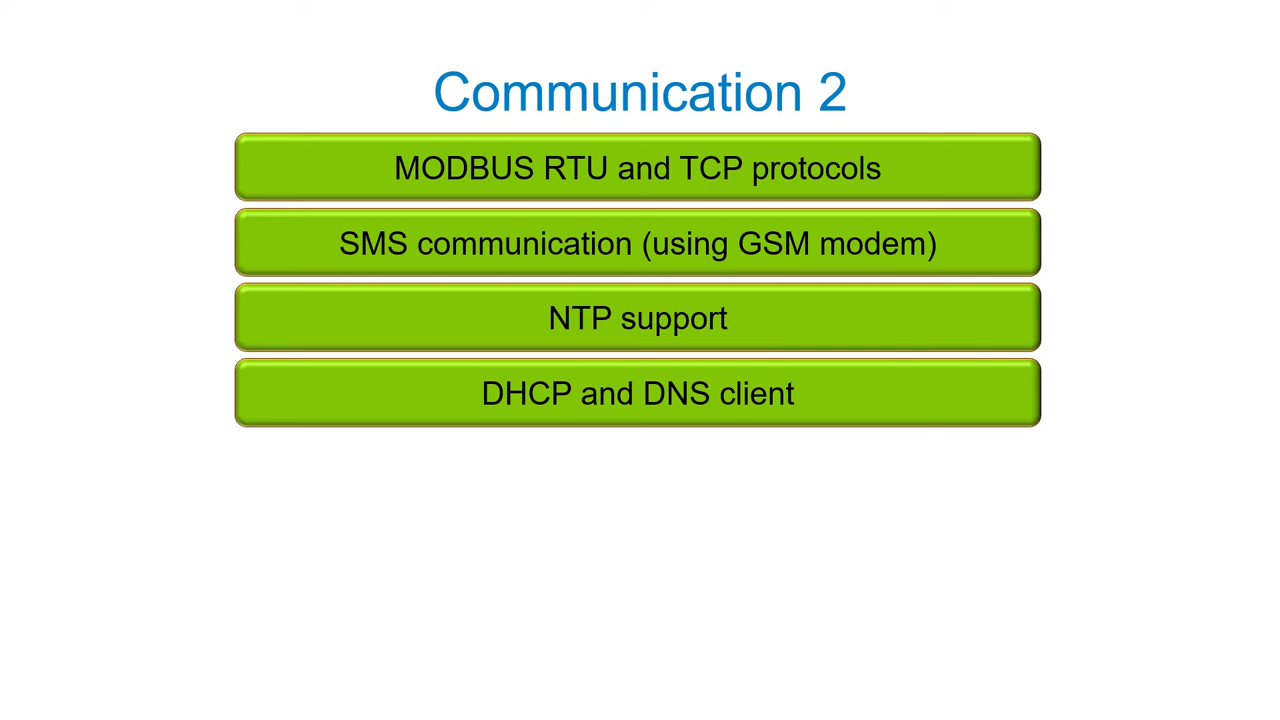 Communication 2
MODBUS RTU and TCP protocols
SMS communication (using GSM modem)
NTP support
DHCP and DNS client